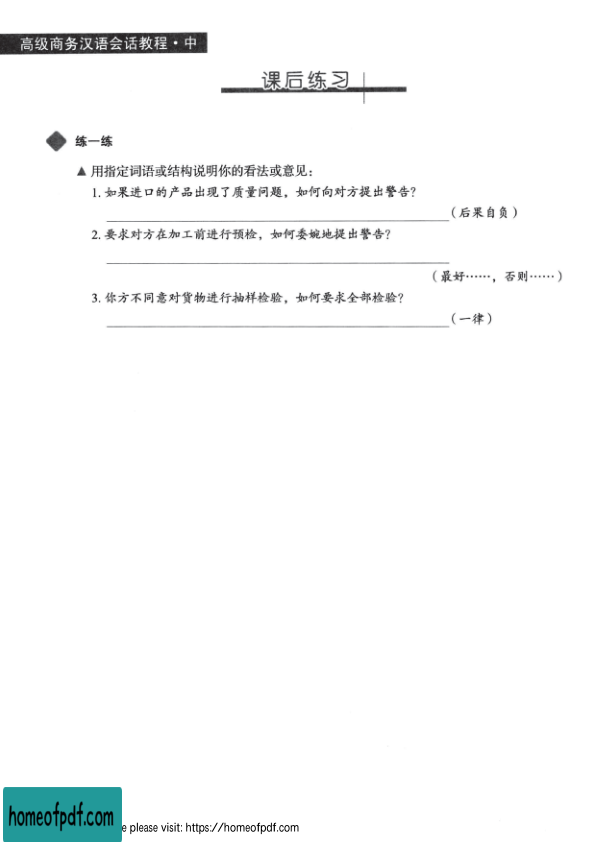 高级商务汉语会话教程·中
课后练习
练一练
▲ 用指定词语或结构说明你的看法或意见：
1. 如果进口的产品出现了质量问题，如何向对方提出警告？
（后果自负）
2. 要求对方在加工前进行预检，如何委婉地提出警告？
（最好……，否则……）
3. 你方不同意对货物进行抽样检验，如何要求全部检验？
（一律）
homeofpdf.com
e please visit: https://homeofpdf.com